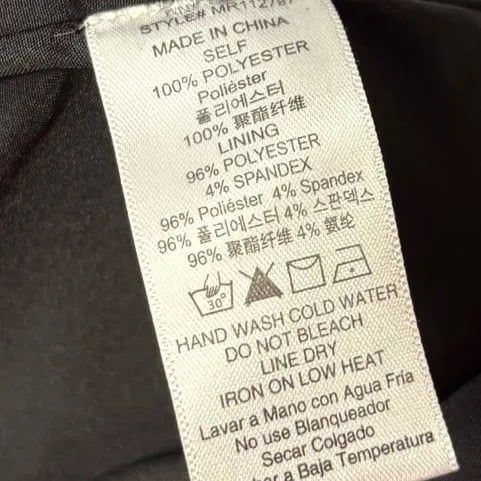 STYLE# MR112797
MADE IN CHINA
SELF
100% POLYESTER
Poliéster
폴리에스터
100% 聚酯纤维
LINING
96% POLYESTER
4% SPANDEX
96% Poliéster 4% Spandex
96% 폴리에스터 4% 스판덱스
96% 聚酯纤维 4% 氨纶
30°
HAND WASH COLD WATER
DO NOT BLEACH
LINE DRY
IRON ON LOW HEAT
Lavar a Mano con Agua Fria
No use Blanqueador
Secar Colgado
a Baja Temperatura